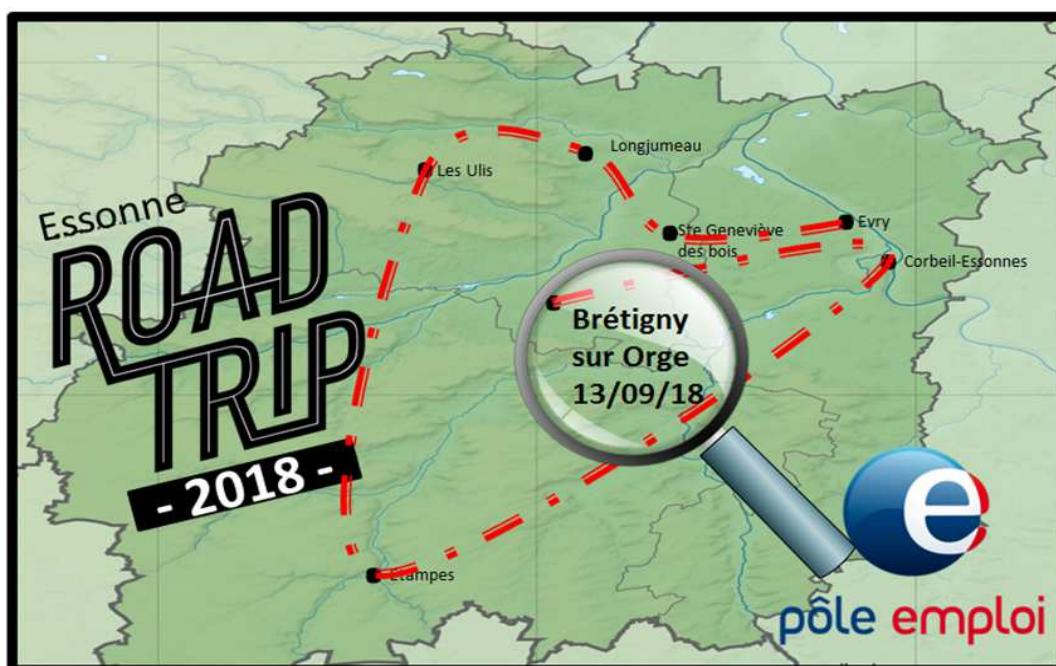 Essonne
ROAD
TRIP
- 2018 -
Les Ulis
Longjumeau
Ste Geneviève
des bois
Evry
Corbeil-Essonnes
Brétigny
sur Orge
13/09/18
Etampes
e
pôle emploi